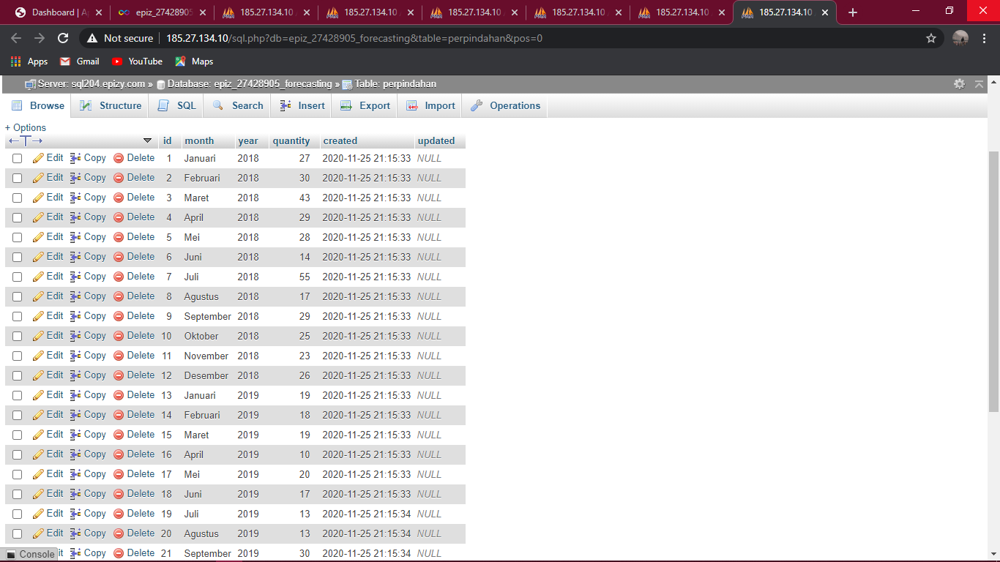 Dashboard | A
epiz_27428905
185.27.134.10
185.27.134.10
185.27.134.10
185.27.134.10
185.27.134.10
185.27.134.10
Not secure 185.27.134.10/sql.php?db=epiz_27428905_forecasting&table=perpindahan&pos=0
Apps Gmail YouTube Maps
Server: sql204.epizy.com » Database: epiz_27428905_forecasting » Table: perpindahan
Browse Structure SQL Search Insert Export Import Operations
+ Options
←T→ id month year quantity created updated
Edit Copy Delete 1 Januari 2018 27 2020-11-25 21:15:33 NULL
Edit Copy Delete 2 Februari 2018 30 2020-11-25 21:15:33 NULL
Edit Copy Delete 3 Maret 2018 43 2020-11-25 21:15:33 NULL
Edit Copy Delete 4 April 2018 29 2020-11-25 21:15:33 NULL
Edit Copy Delete 5 Mei 2018 28 2020-11-25 21:15:33 NULL
Edit Copy Delete 6 Juni 2018 14 2020-11-25 21:15:33 NULL
Edit Copy Delete 7 Juli 2018 55 2020-11-25 21:15:33 NULL
Edit Copy Delete 8 Agustus 2018 17 2020-11-25 21:15:33 NULL
Edit Copy Delete 9 September 2018 29 2020-11-25 21:15:33 NULL
Edit Copy Delete 10 Oktober 2018 25 2020-11-25 21:15:33 NULL
Edit Copy Delete 11 November 2018 23 2020-11-25 21:15:33 NULL
Edit Copy Delete 12 Desember 2018 26 2020-11-25 21:15:33 NULL
Edit Copy Delete 13 Januari 2019 19 2020-11-25 21:15:33 NULL
Edit Copy Delete 14 Februari 2019 18 2020-11-25 21:15:33 NULL
Edit Copy Delete 15 Maret 2019 19 2020-11-25 21:15:33 NULL
Edit Copy Delete 16 April 2019 10 2020-11-25 21:15:33 NULL
Edit Copy Delete 17 Mei 2019 20 2020-11-25 21:15:33 NULL
Edit Copy Delete 18 Juni 2019 17 2020-11-25 21:15:33 NULL
Edit Copy Delete 19 Juli 2019 13 2020-11-25 21:15:34 NULL
Edit Copy Delete 20 Agustus 2019 13 2020-11-25 21:15:34 NULL
Console it Copy Delete 21 September 2019 30 2020-11-25 21:15:34 NULL